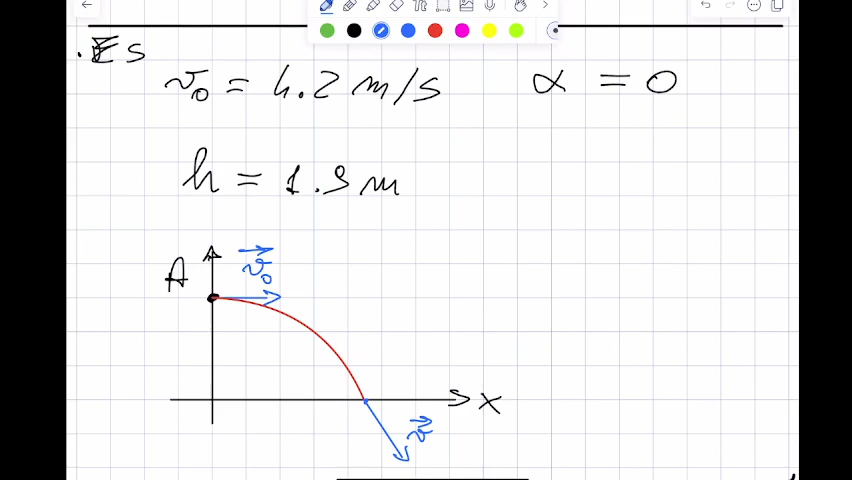 . Es
v₀ = 4.2 m/s α = 0
h = 1.9 m
A
v₀
x
v